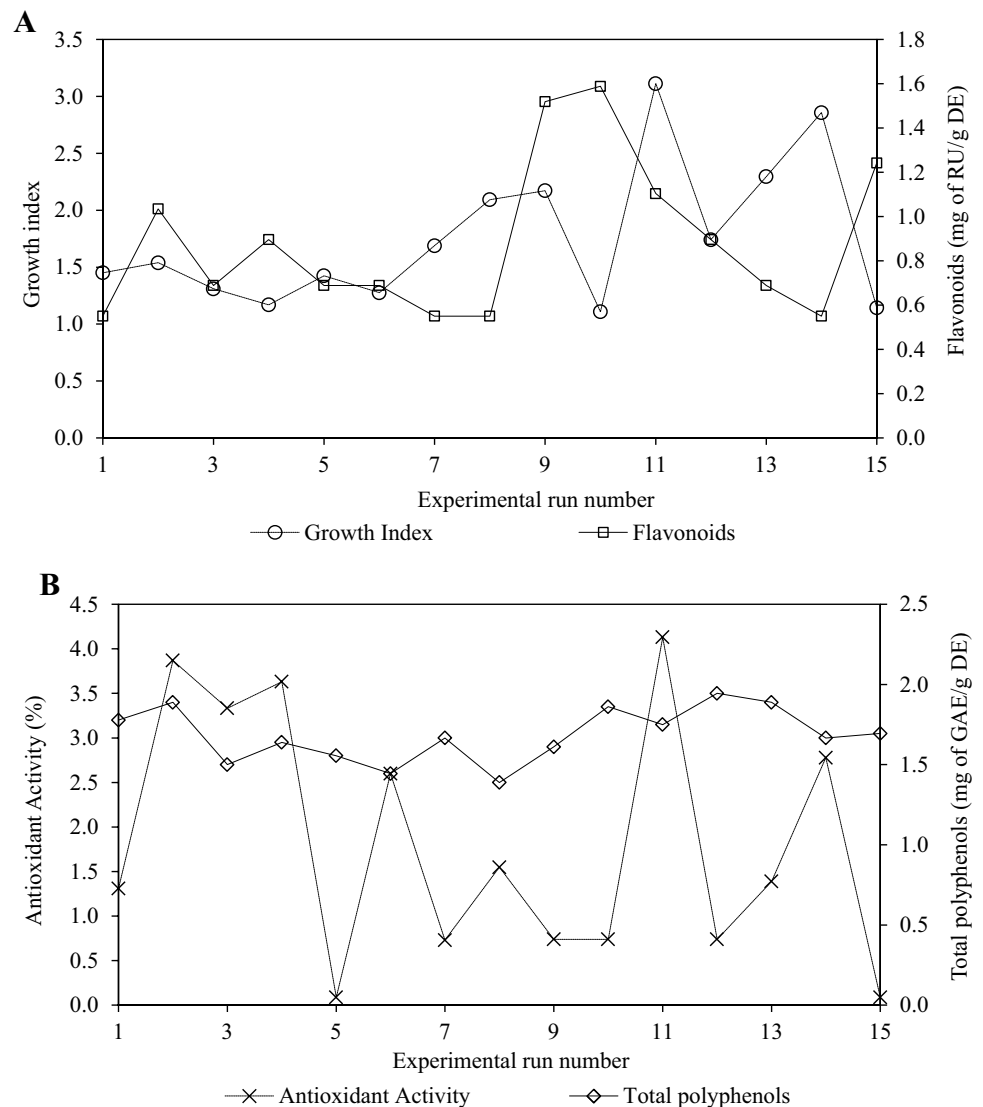 A
3.5
3.0
2.5
2.0
1.5
1.0
0.5
0.0
Growth index
1.8
1.6
1.4
1.2
1.0
0.8
0.6
0.4
0.2
0.0
Flavonoids (mg of RU/g DE)
1 3 5 7 9 11 13 15
Experimental run number
Growth Index Flavonoids
B
4.5
4.0
3.5
3.0
2.5
2.0
1.5
1.0
0.5
0.0
Antioxidant Activity (%)
2.5
2.0
1.5
1.0
0.5
0.0
Total polyphenols (mg of GAE/g DE)
1 3 5 7 9 11 13 15
Experimental run number
Antioxidant Activity Total polyphenols